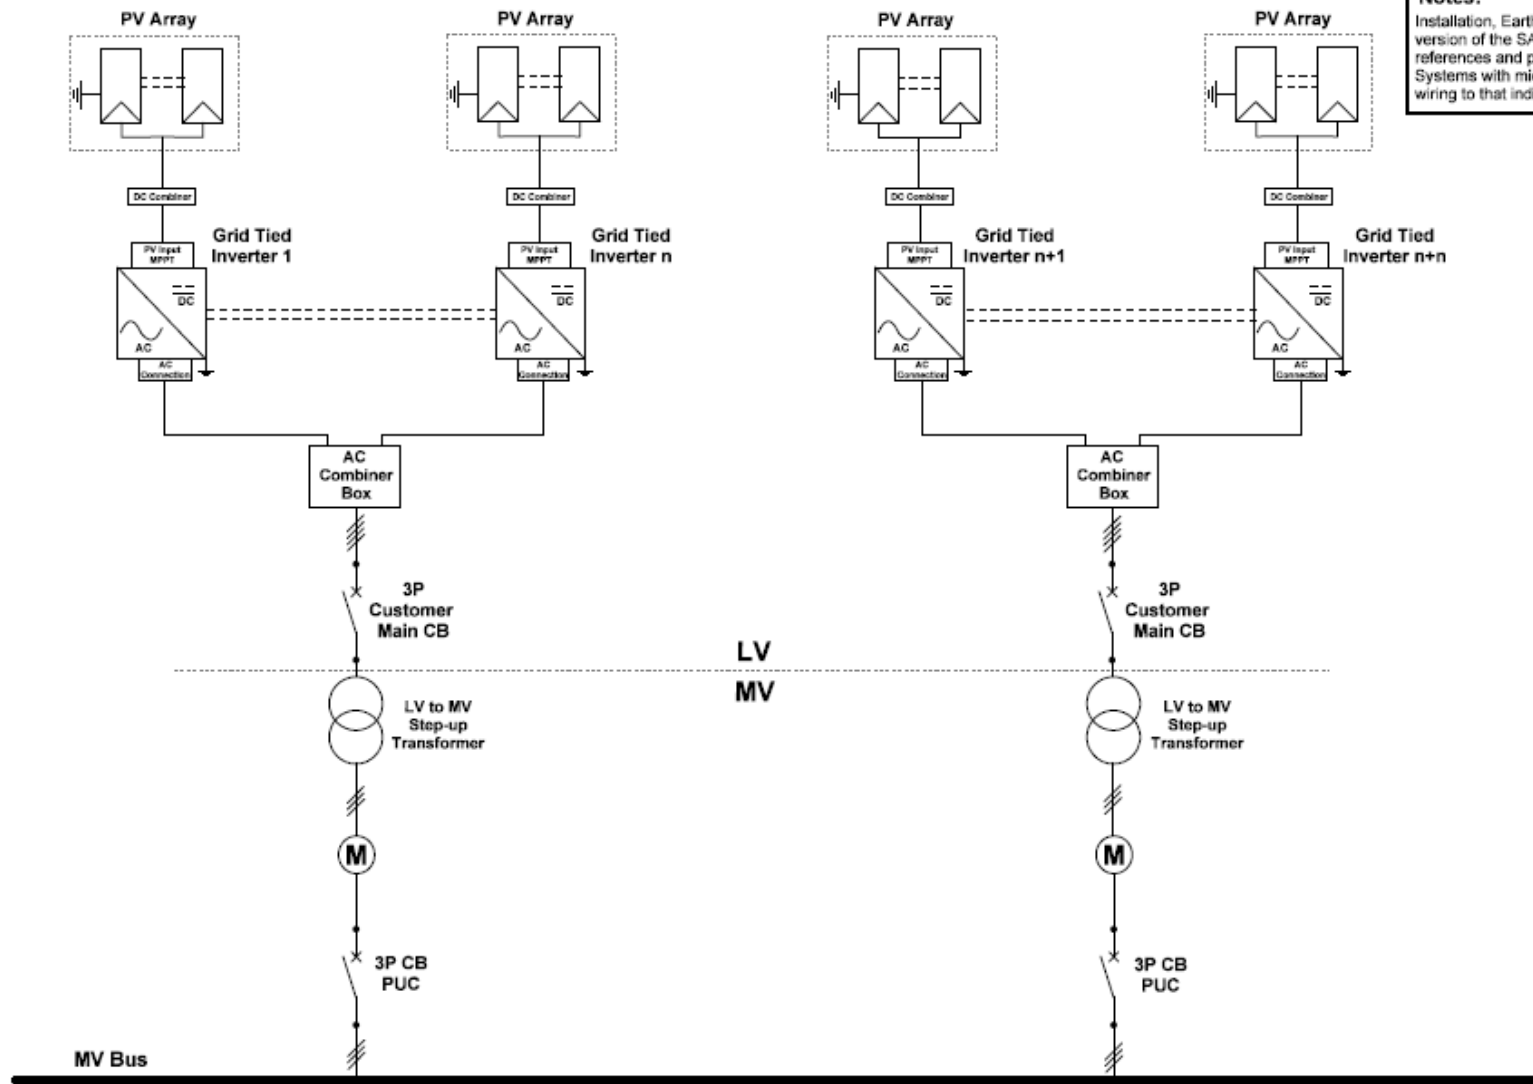 PV Array
PV Array
PV Array
PV Array
Notes:
Installation, Earth
version of the SA
references and p
Systems with mi
wiring to that indi
DC Combiner
DC Combiner
DC Combiner
DC Combiner
PV Input
MPPT
Grid Tied
Inverter 1
PV Input
MPPT
Grid Tied
Inverter n
PV Input
MPPT
Grid Tied
Inverter n+1
PV Input
MPPT
Grid Tied
Inverter n+n
DC
AC
DC
AC
DC
AC
DC
AC
AC
Connection
AC
Connection
AC
Connection
AC
Connection
AC
Combiner
Box
AC
Combiner
Box
3P
Customer
Main CB
3P
Customer
Main CB
LV
MV
LV to MV
Step-up
Transformer
LV to MV
Step-up
Transformer
M
M
3P CB
PUC
3P CB
PUC
MV Bus